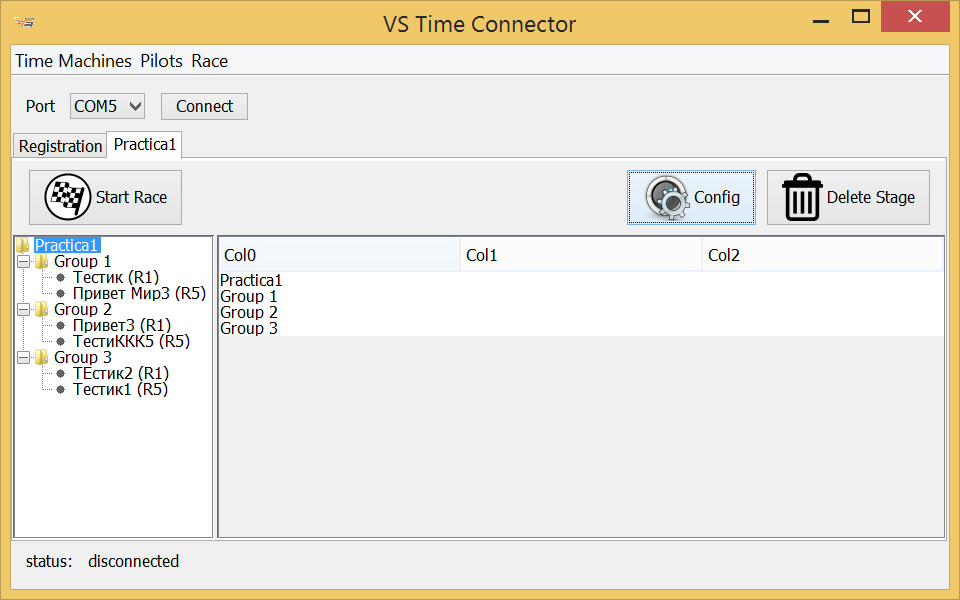 VS Time Connector
Time Machines Pilots Race
Port COM5 Connect
Registration Practica1
Start Race Config Delete Stage
Practica1
Group 1
Тестик (R1)
Привет Мир3 (R5)
Group 2
Привет3 (R1)
ТестиККК5 (R5)
Group 3
ТЕстик2 (R1)
Тестик1 (R5)
Col0 Col1 Col2
Practica1
Group 1
Group 2
Group 3
status: disconnected